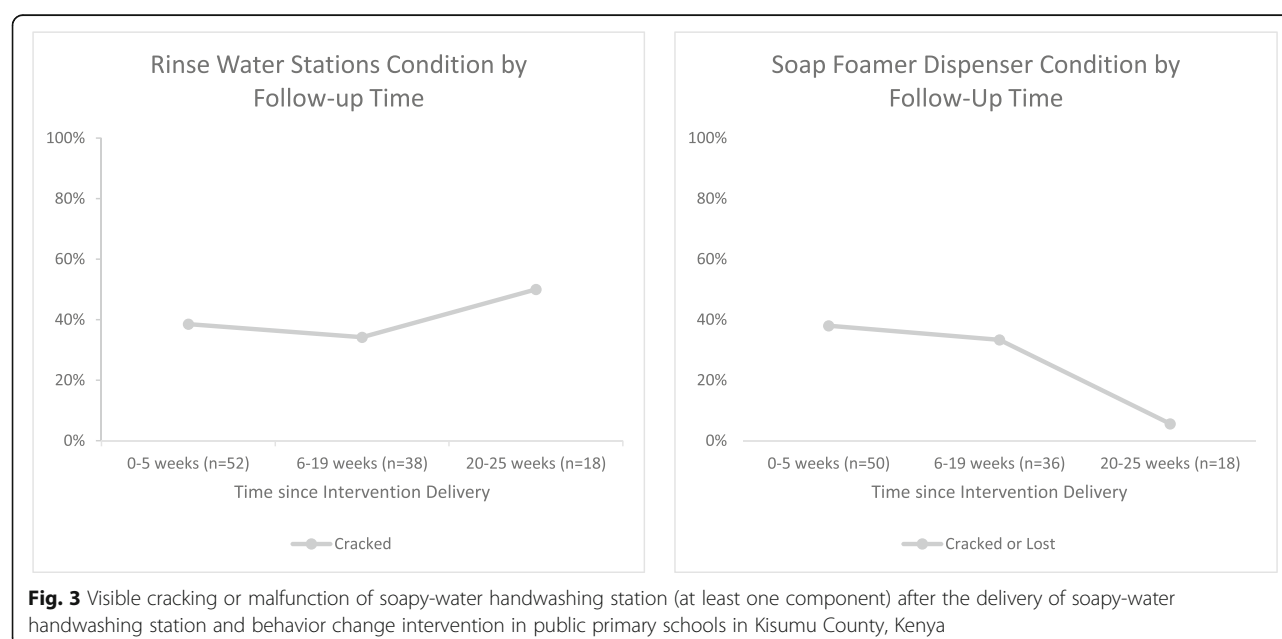 Rinse Water Stations Condition by
Follow-up Time
100%
80%
60%
40%
20%
0%
0-5 weeks (n=52)
6-19 weeks (n=38)
20-25 weeks (n=18)
Time since Intervention Delivery
Cracked
Soap Foamer Dispenser Condition by
Follow-Up Time
100%
80%
60%
40%
20%
0%
0-5 weeks (n=50)
6-19 weeks (n=36)
20-25 weeks (n=18)
Time since Intervention Delivery
Cracked or Lost
Fig. 3 Visible cracking or malfunction of soapy-water handwashing station (at least one component) after the delivery of soapy-water
handwashing station and behavior change intervention in public primary schools in Kisumu County, Kenya